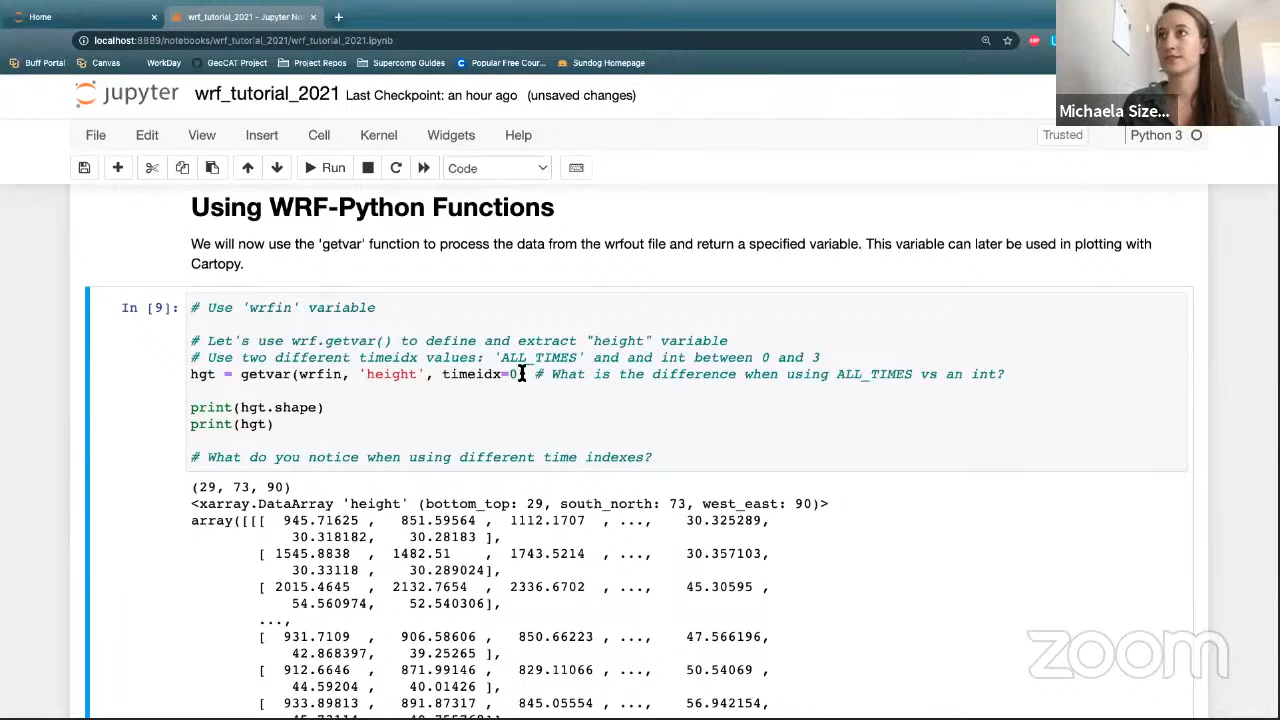 Home
wrf_tutorial_2021 - Jupyter No
localhost:8889/notebooks/wrf_tutorial_2021/wrf_tutorial_2021.ipynb
Buff Portal Canvas WorkDay GeoCAT Project Project Repos Supercomp Guides Popular Free Cour... Sundog Homepage
jupyter wrf_tutorial_2021 Last Checkpoint: an hour ago (unsaved changes)
Michaela Size...
File Edit View Insert Cell Kernel Widgets Help
Trusted Python 3
Run Code
Using WRF-Python Functions
We will now use the 'getvar' function to process the data from the wrfout file and return a specified variable. This variable can later be used in plotting with
Cartopy.
In [9]: # Use 'wrfin' variable
# Let's use wrf.getvar() to define and extract "height" variable
# Use two different timeidx values: 'ALL_TIMES' and and int between 0 and 3
hgt = getvar(wrfin, 'height', timeidx=0) # What is the difference when using ALL_TIMES vs an int?
print(hgt.shape)
print(hgt)
# What do you notice when using different time indexes?
(29, 73, 90)
<xarray.DataArray 'height' (bottom_top: 29, south_north: 73, west_east: 90)>
array([[[ 945.71625 , 851.59564 , 1112.1707 , ..., 30.325289,
30.318182, 30.28183 ],
[ 1545.8838 , 1482.51 , 1743.5214 , ..., 30.357103,
30.33118 , 30.289024],
[ 2015.4645 , 2132.7654 , 2336.6702 , ..., 45.30595 ,
54.560974, 52.540306],
...,
[ 931.7109 , 906.58606 , 850.66223 , ..., 47.566196,
42.868397, 39.25265 ],
[ 912.6646 , 871.99146 , 829.11066 , ..., 50.54069 ,
44.59204 , 40.01426 ],
[ 933.89813 , 891.87317 , 845.05554 , ..., 56.942154,
zoom